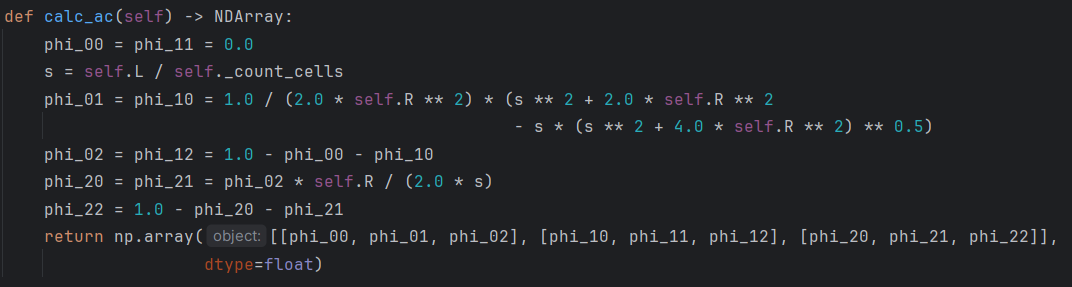 def calc_ac(self) -> NDArray:
    phi_00 = phi_11 = 0.0
    s = self.L / self._count_cells
    phi_01 = phi_10 = 1.0 / (2.0 * self.R ** 2) * (s ** 2 + 2.0 * self.R ** 2
                                                   - s * (s ** 2 + 4.0 * self.R ** 2) ** 0.5)
    phi_02 = phi_12 = 1.0 - phi_00 - phi_10
    phi_20 = phi_21 = phi_02 * self.R / (2.0 * s)
    phi_22 = 1.0 - phi_20 - phi_21
    return np.array( object: [[phi_00, phi_01, phi_02], [phi_10, phi_11, phi_12], [phi_20, phi_21, phi_22]],
                    dtype=float)